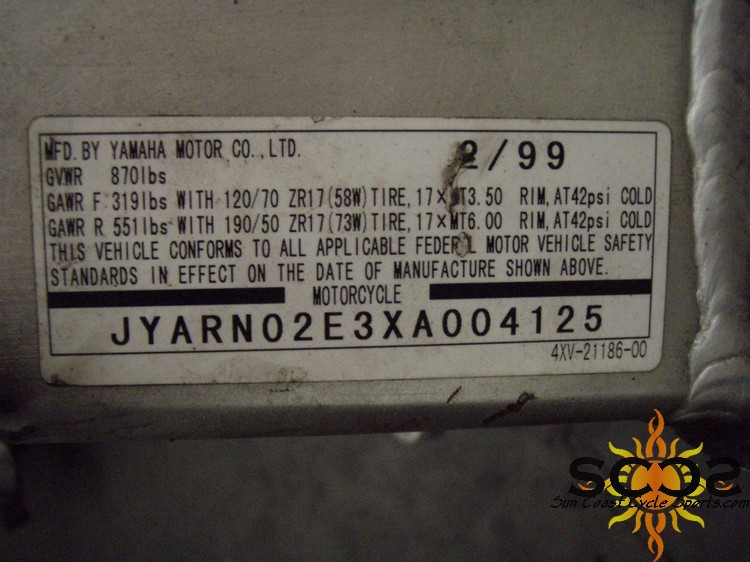 MFD. BY YAMAHA MOTOR CO., LTD. 2/99
GVWR 870lbs
GAWR F 319lbs WITH 120/70 ZR17(58W)TIRE, 17×MT3.50 RIM, AT42psi COLD
GAWR R 551lbs WITH 190/50 ZR17(73W)TIRE, 17×MT6.00 RIM, AT42psi COLD
THIS VEHICLE CONFORMS TO ALL APPLICABLE FEDERAL MOTOR VEHICLE SAFETY
STANDARDS IN EFFECT ON THE DATE OF MANUFACTURE SHOWN ABOVE.
MOTORCYCLE
JYARN02E3XA004125
4XV-21186-00
SCCS
Sun Coast Cycle Sports.com